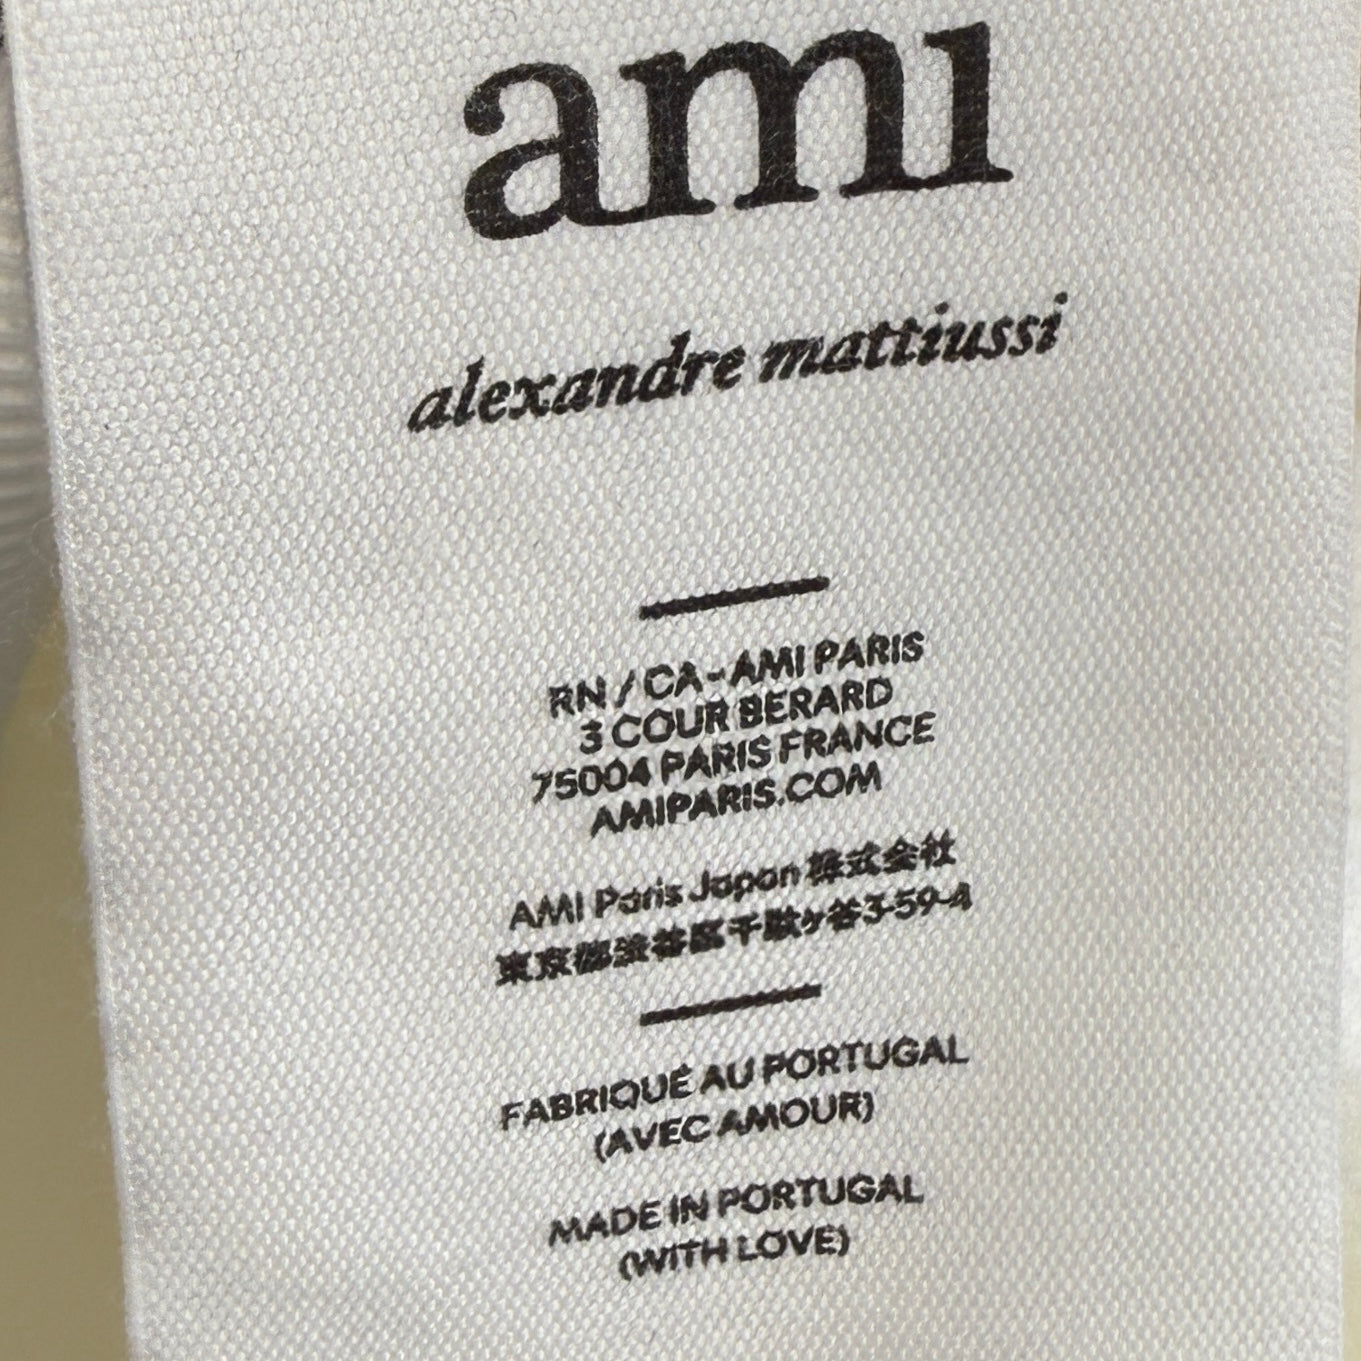 ami
alexandre mattiussi
RN / CA - AMI PARIS
3 COUR BERARD
75004 PARIS FRANCE
AMIPARIS.COM
AMI Paris Japan 株式会社
東京都渋谷区千駄ヶ谷3-59-4
FABRIQUÉ AU PORTUGAL
(AVEC AMOUR)
MADE IN PORTUGAL
(WITH LOVE)